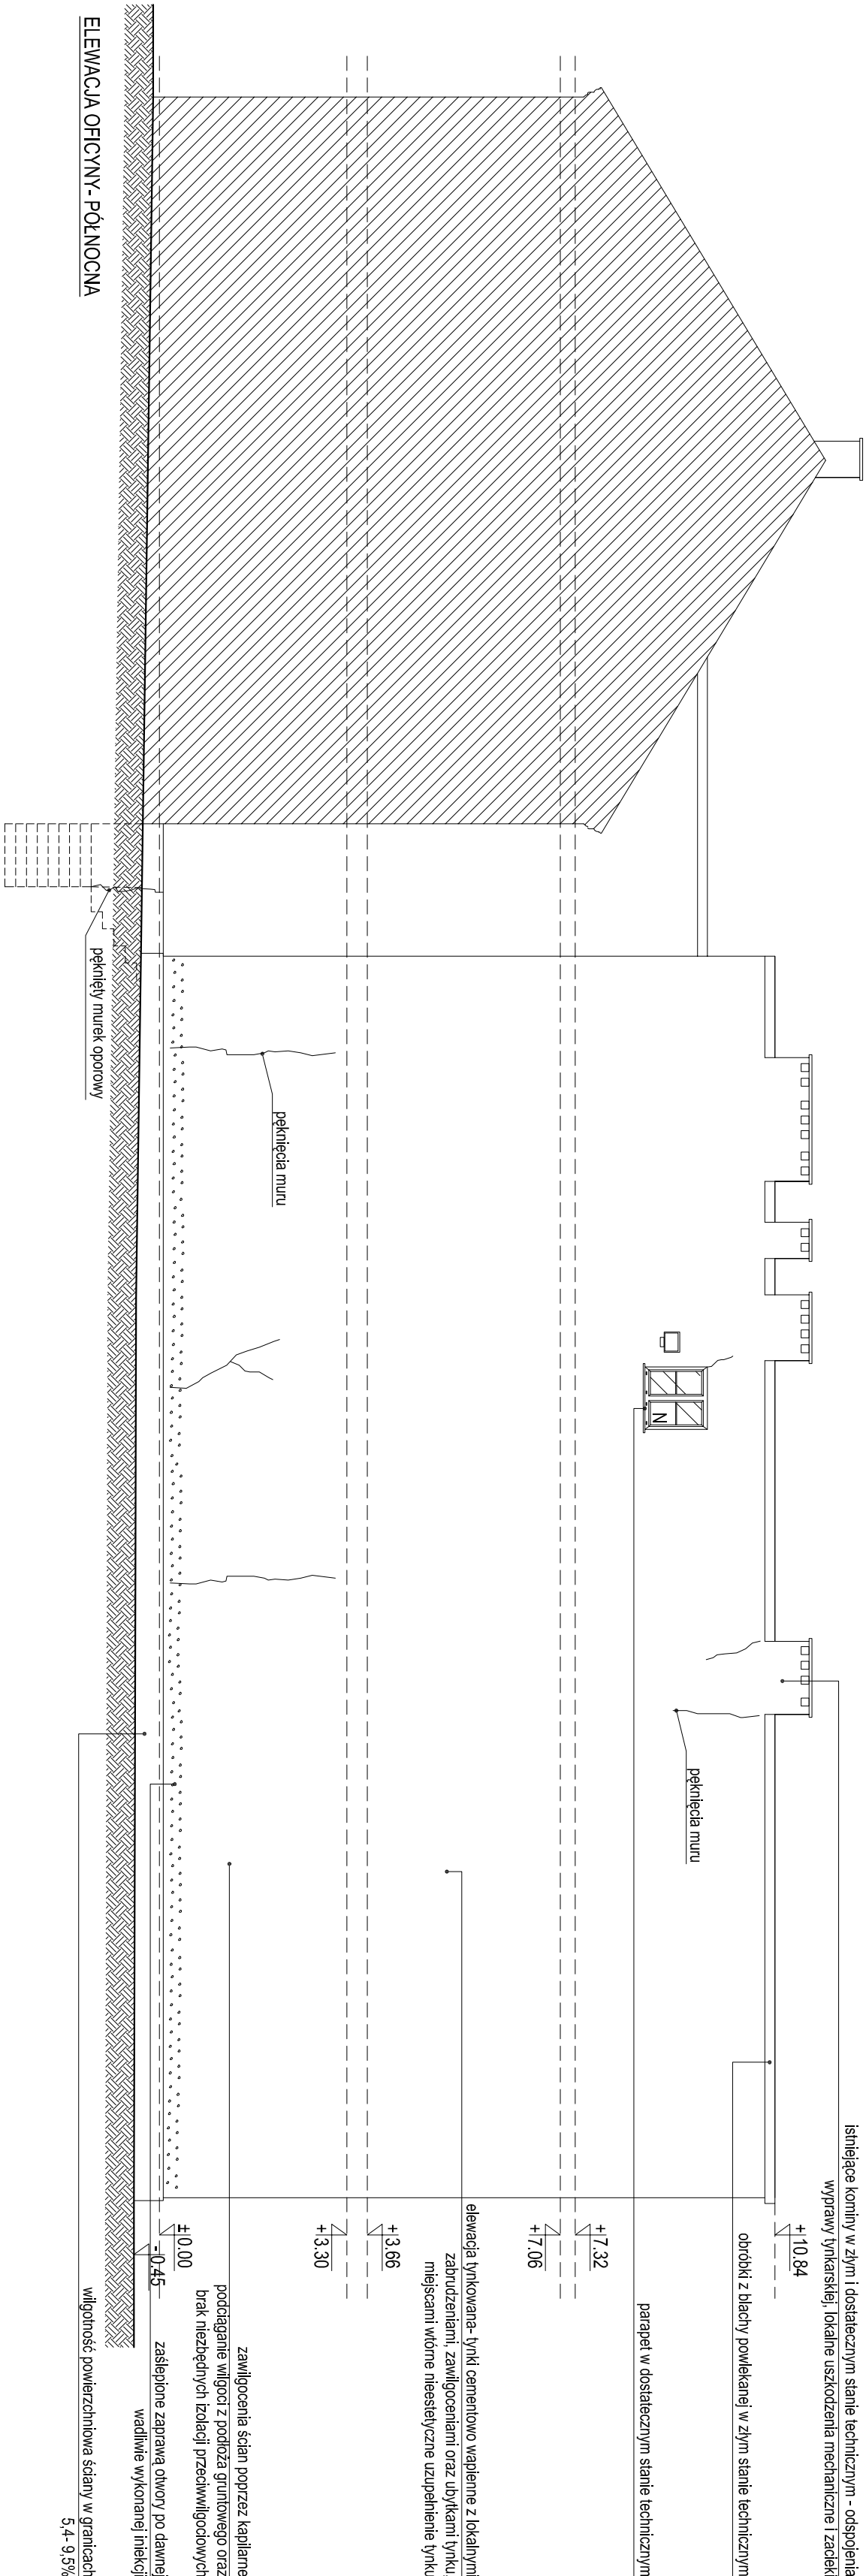 istniejące kominy w złym i dostatecznym stanie technicznym - odspojenia
wyprawy tynkarskiej, lokalne uszkodzenia mechaniczne i zacieki
+10.84
obróbki z blachy powlekanej w złym stanie technicznym
pęknięcia muru
parapet w dostatecznym stanie technicznym
N
+7.32
+7.06
elewacja tynkowana- tynki cementowo wapienne z lokalnymi
zabrudzeniami, zawilgoceniami oraz ubytkami tynku,
miejscami wtórne nieestetyczne uzupełnienie tynku
+3.66
+3.30
pęknięcia muru
zawilgocenia ścian poprzez kapilarne
podciąganie wilgoci z podłoża gruntowego oraz
brak niezbędnych izolacji przeciwwilgociowych
±0.00
-0.45
zaślepione zaprawą otwory po dawnej
wadliwie wykonanej iniekcji
pęknięty murek oporowy
wilgotność powierzchniowa ściany w granicach
5,4- 9,5%
ELEWACJA OFICYNY- PÓŁNOCNA